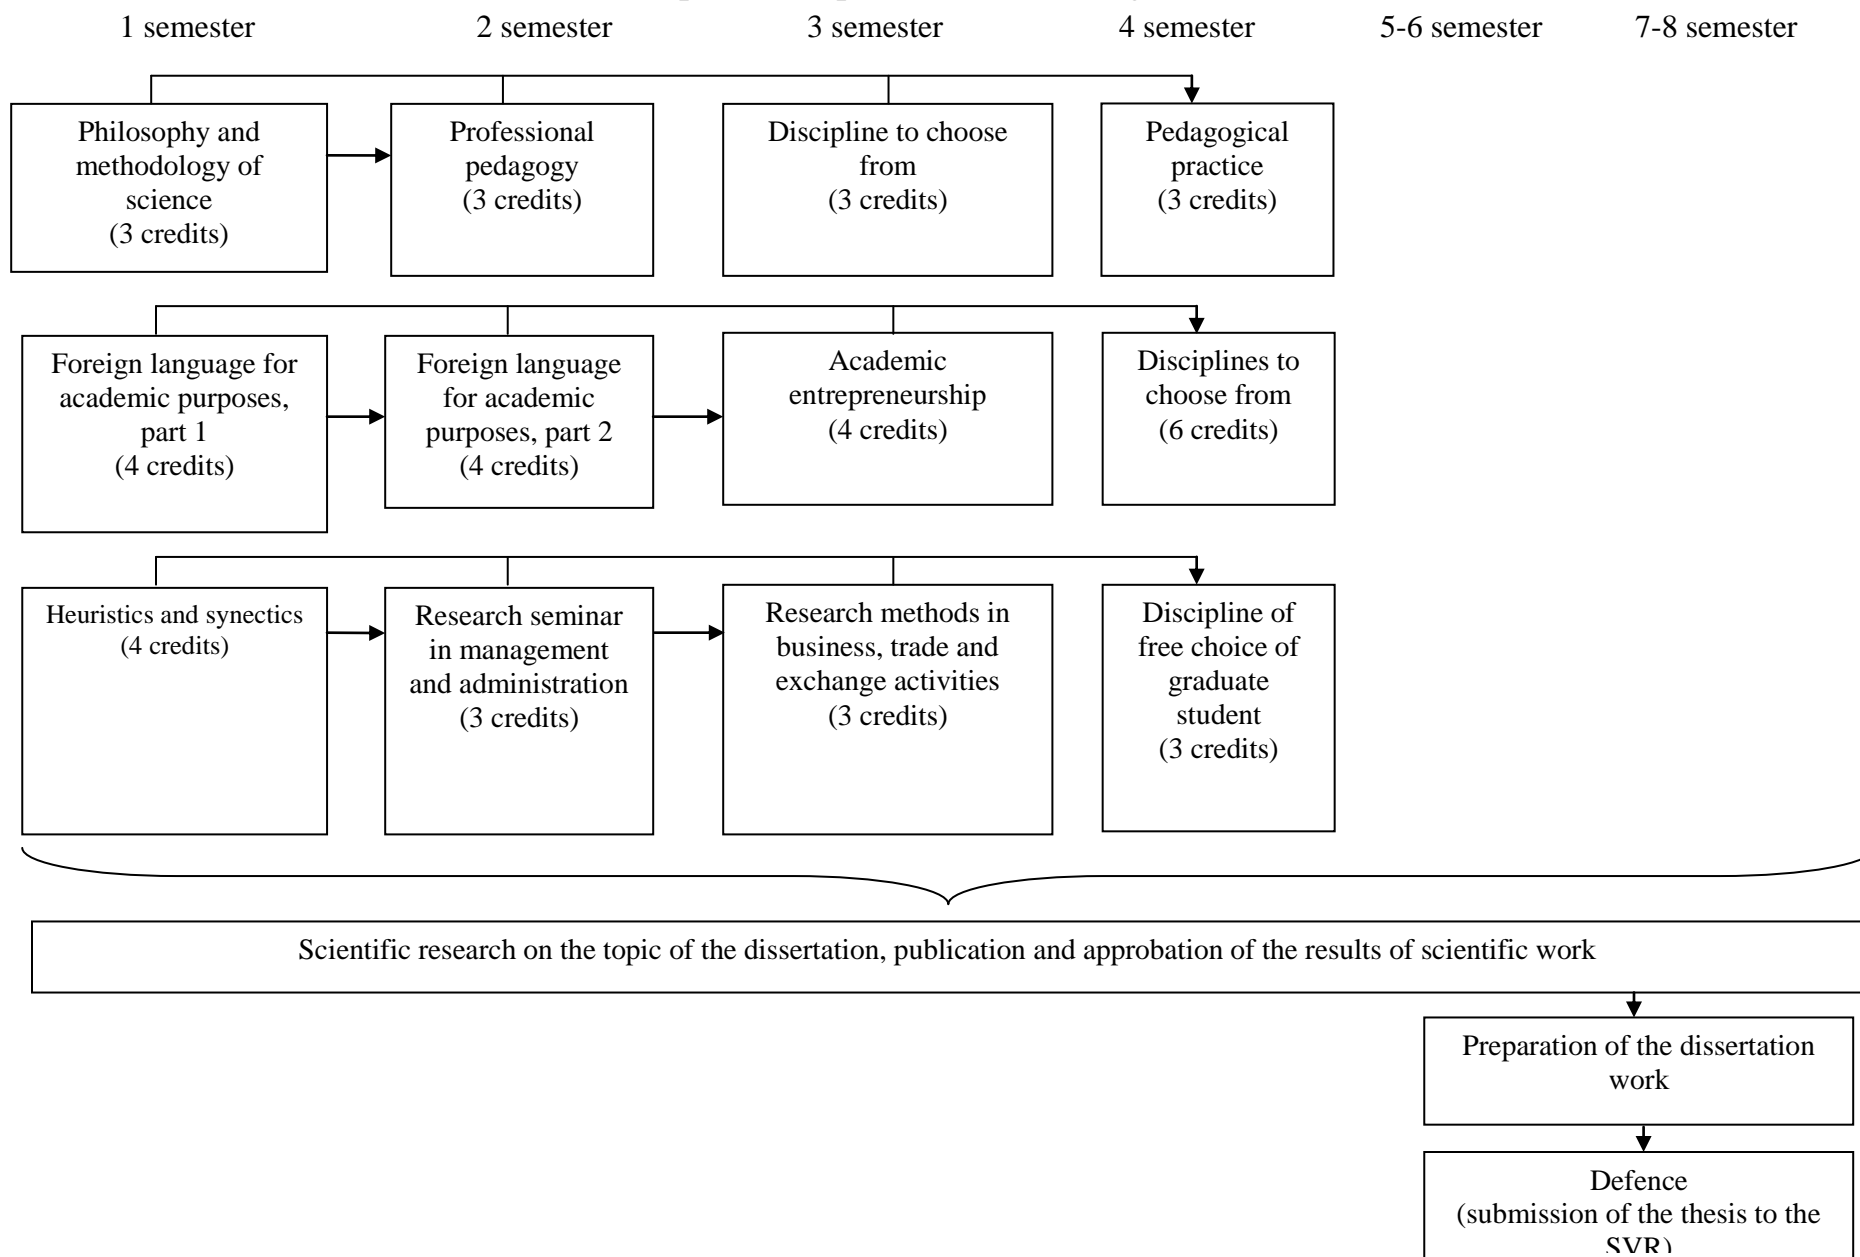 1 semester
2 semester
3 semester
4 semester
5-6 semester
7-8 semester
Philosophy and
methodology of
science
(3 credits)
Professional
pedagogy
(3 credits)
Discipline to choose
from
(3 credits)
Pedagogical
practice
(3 credits)
Foreign language for
academic purposes,
part 1
(4 credits)
Foreign language
for academic
purposes, part 2
(4 credits)
Academic
entrepreneurship
(4 credits)
Disciplines to
choose from
(6 credits)
Heuristics and synectics
(4 credits)
Research seminar
in management
and administration
(3 credits)
Research methods in
business, trade and
exchange activities
(3 credits)
Discipline of
free choice of
graduate
student
(3 credits)
Scientific research on the topic of the dissertation, publication and approbation of the results of scientific work
Preparation of the dissertation
work
Defence
(submission of the thesis to the
SVR)